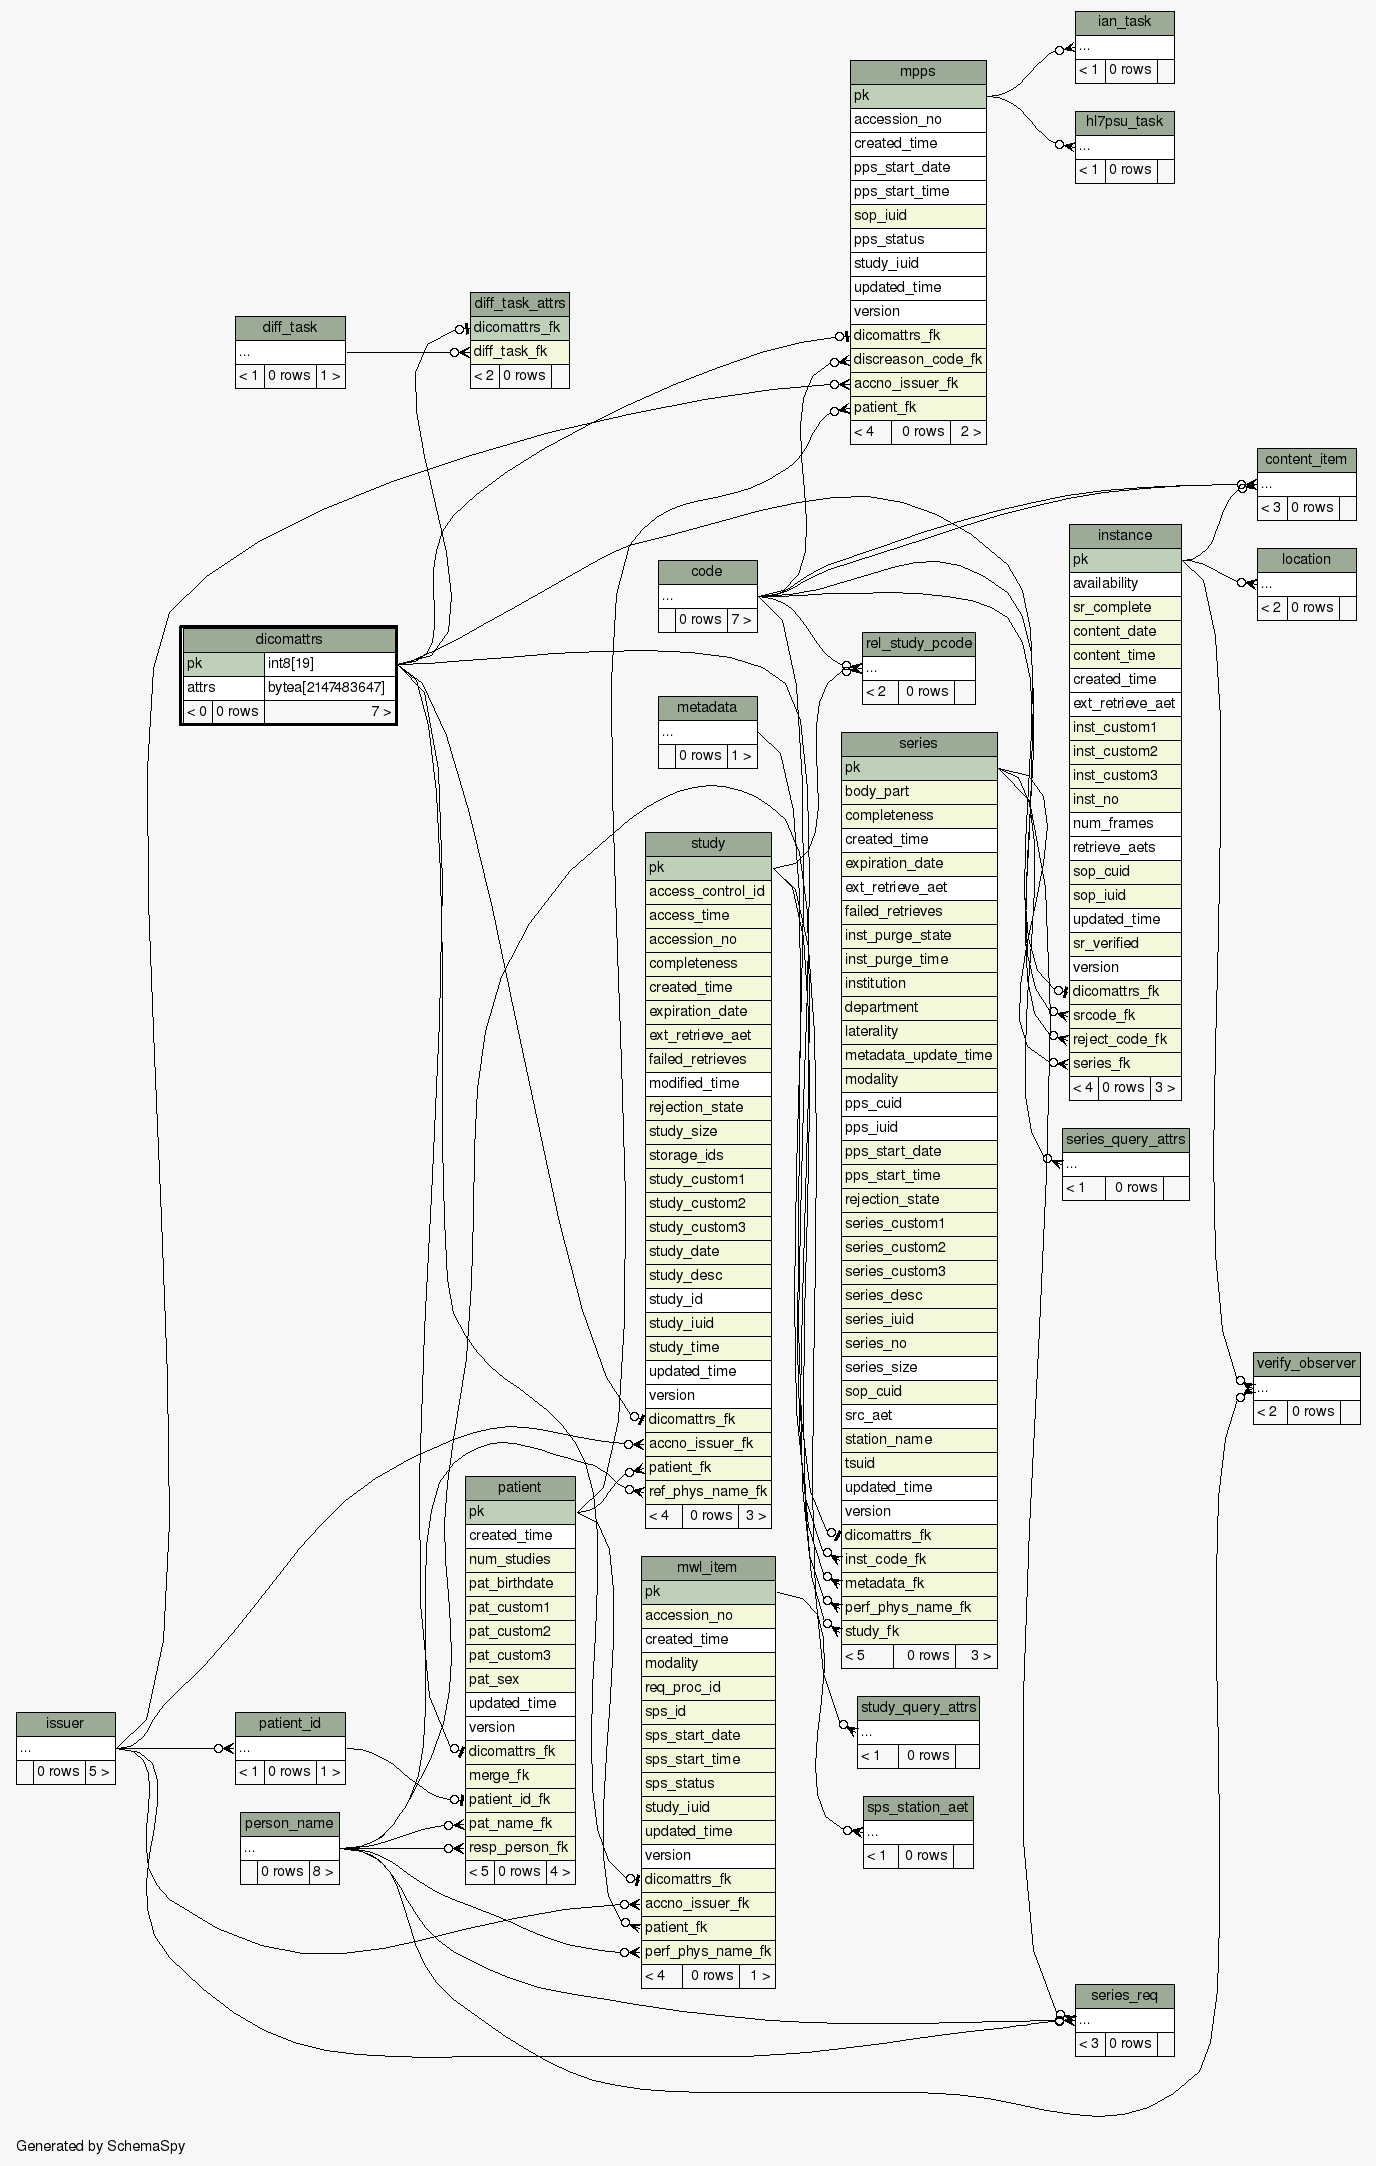 ian_task
...
< 1 0 rows
mpps
pk
accession_no
created_time
pps_start_date
pps_start_time
sop_iuid
pps_status
study_iuid
updated_time
version
dicomattrs_fk
discreason_code_fk
accno_issuer_fk
patient_fk
< 4 0 rows 2 >
hl7psu_task
...
< 1 0 rows
diff_task_attrs
dicomattrs_fk
diff_task_fk
< 2 0 rows
diff_task
...
< 1 0 rows 1 >
content_item
...
< 3 0 rows
instance
pk
availability
sr_complete
content_date
content_time
created_time
ext_retrieve_aet
inst_custom1
inst_custom2
inst_custom3
inst_no
num_frames
retrieve_aets
sop_cuid
sop_iuid
updated_time
sr_verified
version
dicomattrs_fk
srcode_fk
reject_code_fk
series_fk
< 4 0 rows 3 >
location
...
< 2 0 rows
code
...
0 rows 7 >
dicomattrs
pk int8[19]
attrs bytea[2147483647]
< 0 0 rows 7 >
rel_study_pcode
...
< 2 0 rows
metadata
...
0 rows 1 >
series
pk
body_part
completeness
created_time
expiration_date
ext_retrieve_aet
failed_retrieves
inst_purge_state
inst_purge_time
institution
department
laterality
metadata_update_time
modality
pps_cuid
pps_iuid
pps_start_date
pps_start_time
rejection_state
series_custom1
series_custom2
series_custom3
series_desc
series_iuid
series_no
series_size
sop_cuid
src_aet
station_name
tsuid
updated_time
version
dicomattrs_fk
inst_code_fk
metadata_fk
perf_phys_name_fk
study_fk
< 5 0 rows 3 >
study
pk
access_control_id
access_time
accession_no
completeness
created_time
expiration_date
ext_retrieve_aet
failed_retrieves
modified_time
rejection_state
study_size
storage_ids
study_custom1
study_custom2
study_custom3
study_date
study_desc
study_id
study_iuid
study_time
updated_time
version
dicomattrs_fk
accno_issuer_fk
patient_fk
ref_phys_name_fk
< 4 0 rows 3 >
series_query_attrs
...
< 1 0 rows
verify_observer
...
< 2 0 rows
patient
pk
created_time
num_studies
pat_birthdate
pat_custom1
pat_custom2
pat_custom3
pat_sex
updated_time
version
dicomattrs_fk
merge_fk
patient_id_fk
pat_name_fk
resp_person_fk
< 5 0 rows 4 >
mwl_item
pk
accession_no
created_time
modality
req_proc_id
sps_id
sps_start_date
sps_start_time
sps_status
study_iuid
updated_time
version
dicomattrs_fk
accno_issuer_fk
patient_fk
perf_phys_name_fk
< 4 0 rows 1 >
study_query_attrs
...
< 1 0 rows
issuer
...
0 rows 5 >
patient_id
...
< 1 0 rows 1 >
sps_station_aet
...
< 1 0 rows
person_name
...
0 rows 8 >
series_req
...
< 3 0 rows
Generated by SchemaSpy